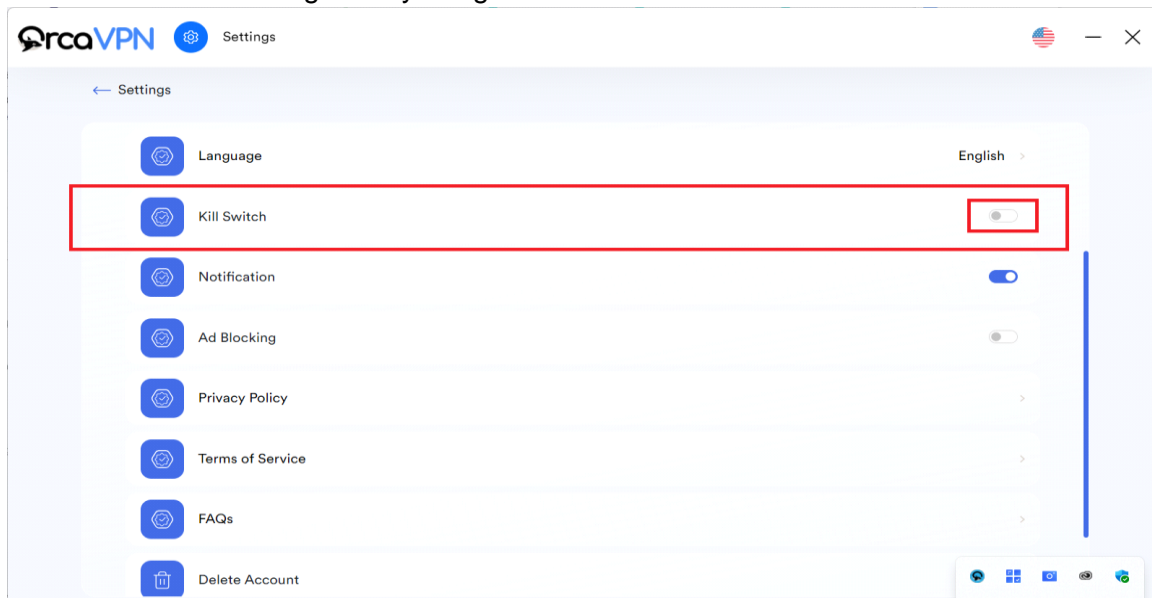 OrcaVPN Settings
← Settings
Language English >
Kill Switch
Notification
Ad Blocking
Privacy Policy >
Terms of Service >
FAQs >
Delete Account